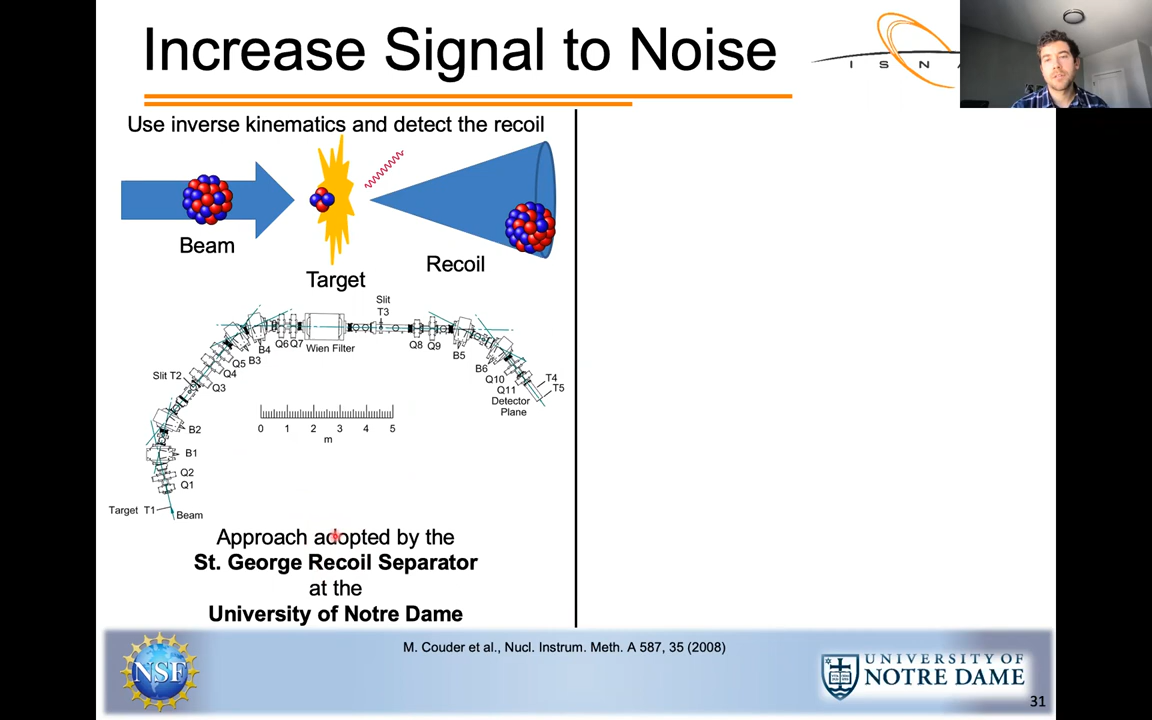 Increase Signal to Noise
I S N A
Use inverse kinematics and detect the recoil
Beam
Target
Recoil
Slit
T3
B4
Q6
Q7
Wien Filter
Q8
Q9
B5
B3
Q5
Q4
Q3
Slit T2
B6
Q10
Q11
T4
T5
Detector
Plane
B2
B1
Q2
Q1
0 1 2 3 4 5
m
Target T1
Beam
Approach adopted by the
St. George Recoil Separator
at the
University of Notre Dame
M. Couder et al., Nucl. Instrum. Meth. A 587, 35 (2008)
NSF
UNIVERSITY OF
NOTRE DAME
31